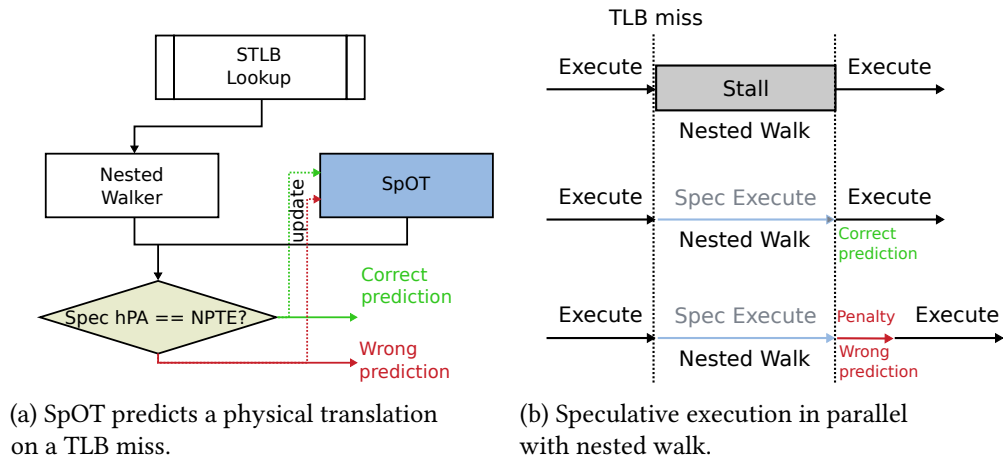 STLB
Lookup
Nested
Walker
SpOT
update
Correct
prediction
Spec hPA == NPTE?
Wrong
prediction
(a) SpOT predicts a physical translation
on a TLB miss.
TLB miss
Execute
Stall
Execute
Nested Walk
Execute
Spec Execute
Execute
Nested Walk
Correct
prediction
Execute
Spec Execute
Penalty
Execute
Nested Walk
Wrong
prediction
(b) Speculative execution in parallel
with nested walk.